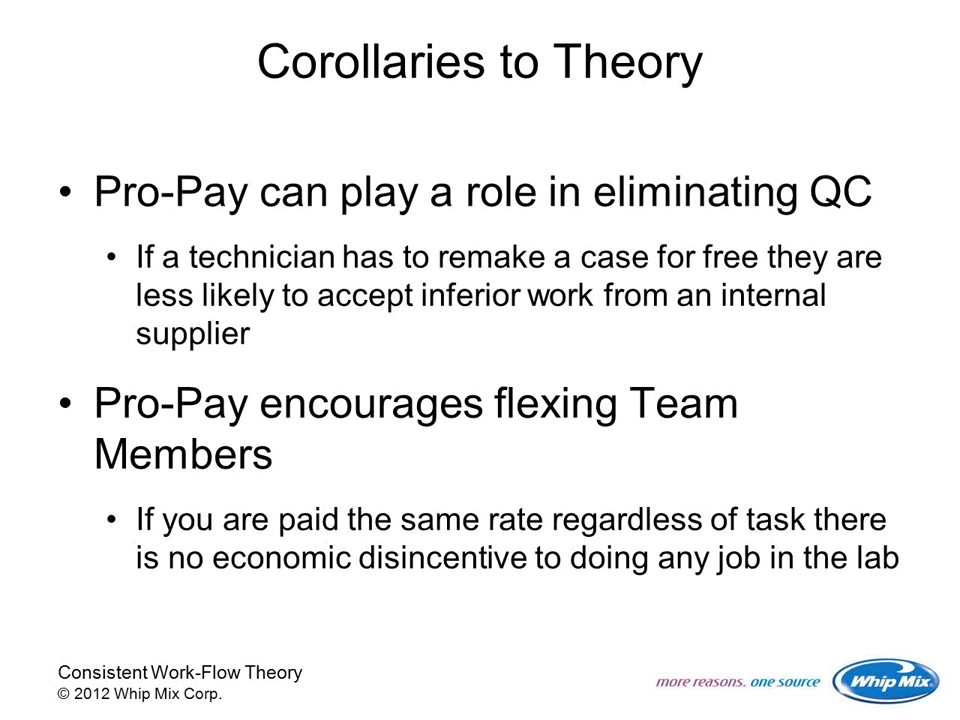 Corollaries to Theory
• Pro-Pay can play a role in eliminating QC
• If a technician has to remake a case for free they are
less likely to accept inferior work from an internal
supplier
• Pro-Pay encourages flexing Team
Members
• If you are paid the same rate regardless of task there
is no economic disincentive to doing any job in the lab
Consistent Work-Flow Theory
© 2012 Whip Mix Corp.
more reasons. one source
Whip Mix